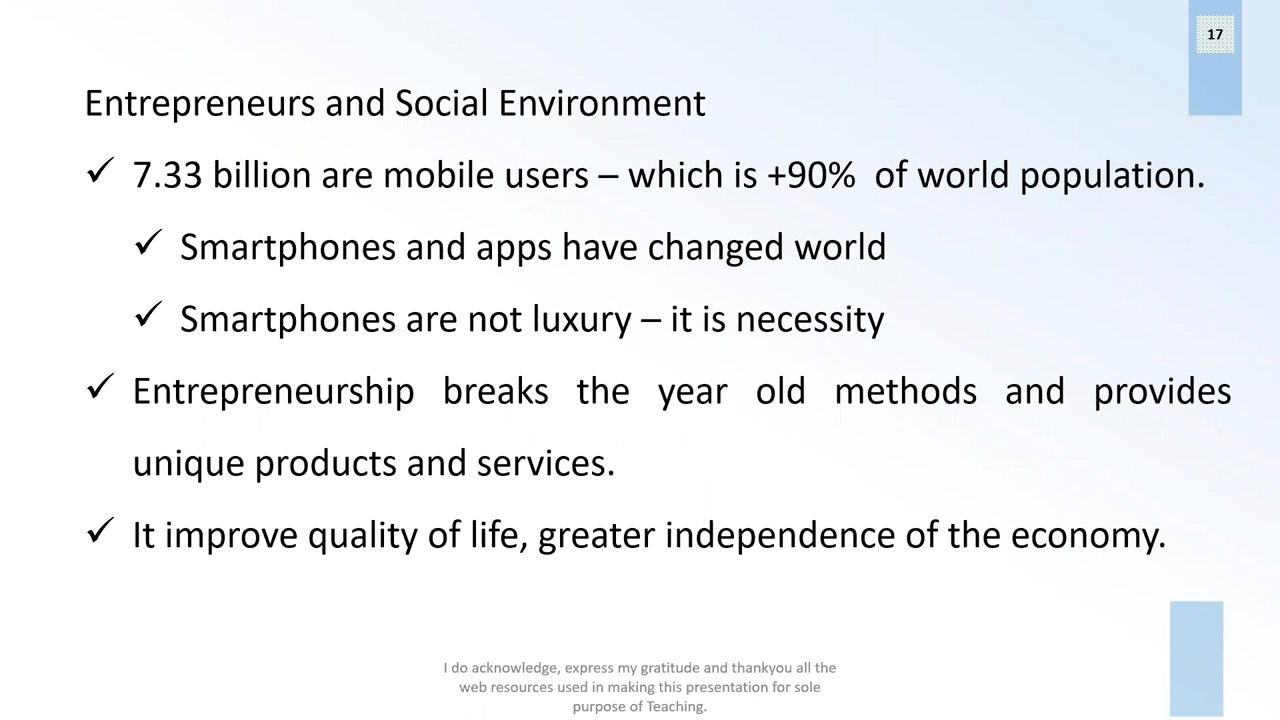 17
Entrepreneurs and Social Environment
✓ 7.33 billion are mobile users – which is +90% of world population.
✓ Smartphones and apps have changed world
✓ Smartphones are not luxury – it is necessity
✓ Entrepreneurship breaks the year old methods and provides
unique products and services.
✓ It improve quality of life, greater independence of the economy.
I do acknowledge, express my gratitude and thankyou all the
web resources used in making this presentation for sole
purpose of Teaching.